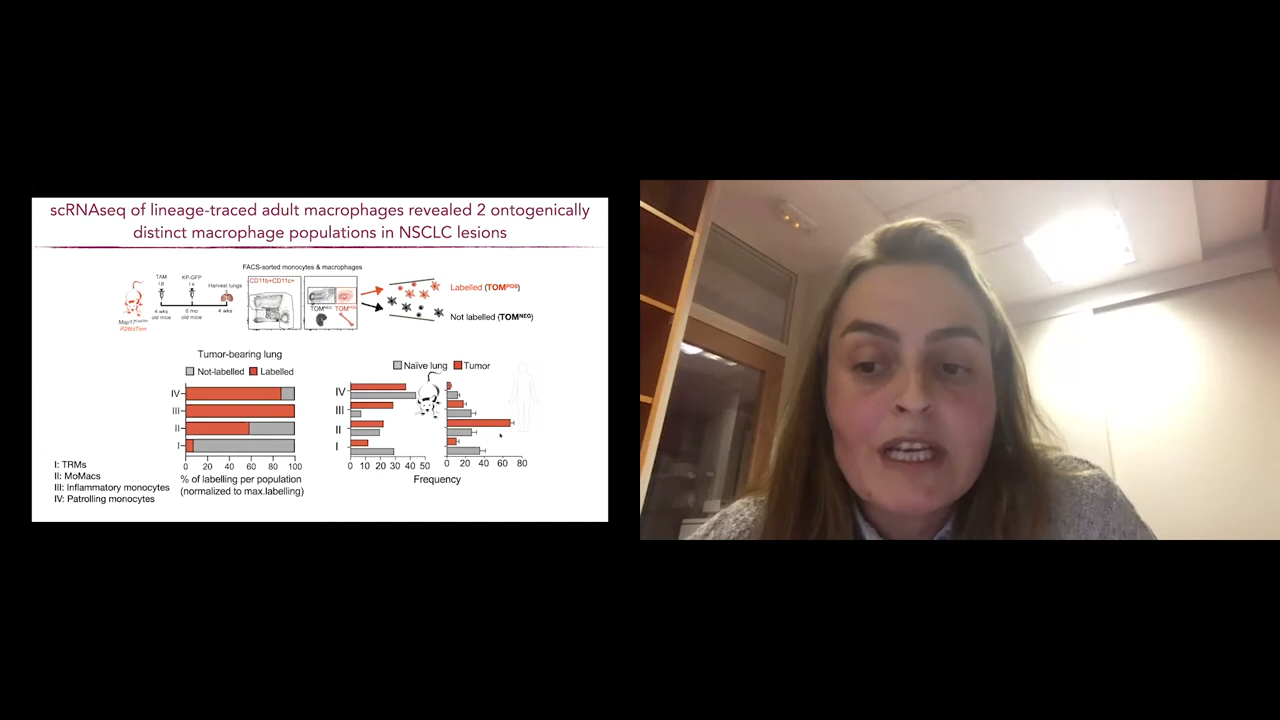 scRNAseq of lineage-traced adult macrophages revealed 2 ontogenically
distinct macrophage populations in NSCLC lesions
FACS-sorted monocytes & macrophages
TAM
i.p
KP-GFP
i.v
Harvest lungs
4 wks
old mice
6 mo
old mice
4 wks
R26tdTom
CD11b+CD11c+
TOMNEG
TOMPOS
Labelled (TOMPOS)
Not labelled (TOMNEG)
Tumor-bearing lung
Not-labelled Labelled
IV
III
II
I
0 20 40 60 80 100
% of labelling per population
(normalized to max.labelling)
Naïve lung Tumor
IV
III
II
I
0 10 20 30 40 50
0 20 40 60 80
Frequency
I: TRMs
II: MoMacs
III: Inflammatory monocytes
IV: Patrolling monocytes